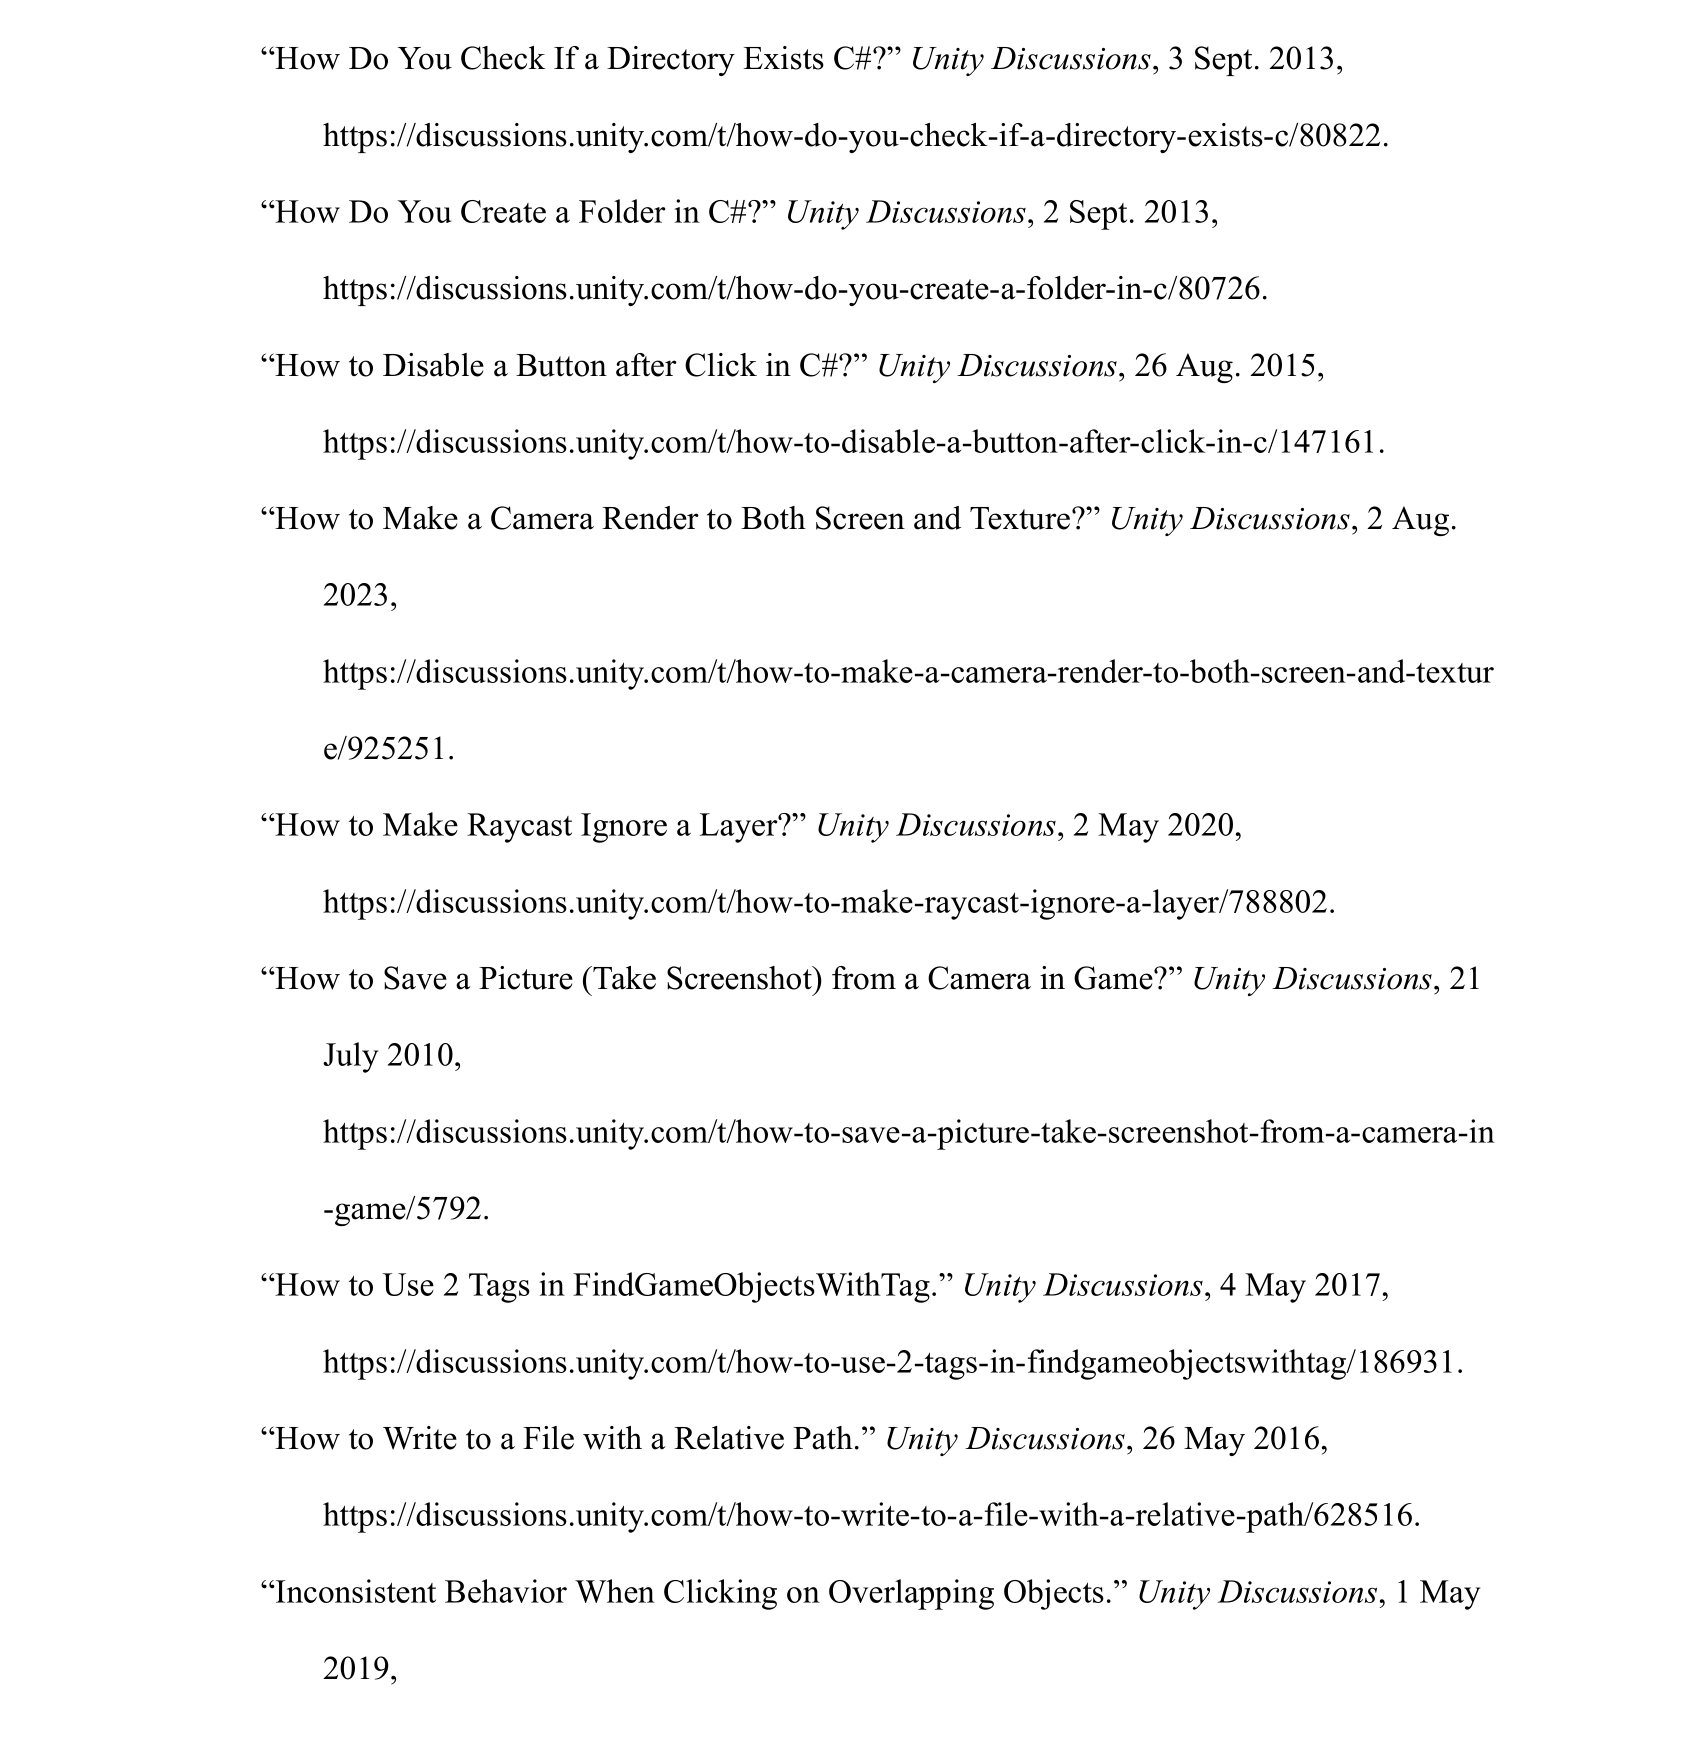 “How Do You Check If a Directory Exists C#?” Unity Discussions, 3 Sept. 2013,
https://discussions.unity.com/t/how-do-you-check-if-a-directory-exists-c/80822.
“How Do You Create a Folder in C#?” Unity Discussions, 2 Sept. 2013,
https://discussions.unity.com/t/how-do-you-create-a-folder-in-c/80726.
“How to Disable a Button after Click in C#?” Unity Discussions, 26 Aug. 2015,
https://discussions.unity.com/t/how-to-disable-a-button-after-click-in-c/147161.
“How to Make a Camera Render to Both Screen and Texture?” Unity Discussions, 2 Aug.
2023,
https://discussions.unity.com/t/how-to-make-a-camera-render-to-both-screen-and-textur
e/925251.
“How to Make Raycast Ignore a Layer?” Unity Discussions, 2 May 2020,
https://discussions.unity.com/t/how-to-make-raycast-ignore-a-layer/788802.
“How to Save a Picture (Take Screenshot) from a Camera in Game?” Unity Discussions, 21
July 2010,
https://discussions.unity.com/t/how-to-save-a-picture-take-screenshot-from-a-camera-in
-game/5792.
“How to Use 2 Tags in FindGameObjectsWithTag.” Unity Discussions, 4 May 2017,
https://discussions.unity.com/t/how-to-use-2-tags-in-findgameobjectswithtag/186931.
“How to Write to a File with a Relative Path.” Unity Discussions, 26 May 2016,
https://discussions.unity.com/t/how-to-write-to-a-file-with-a-relative-path/628516.
“Inconsistent Behavior When Clicking on Overlapping Objects.” Unity Discussions, 1 May
2019,